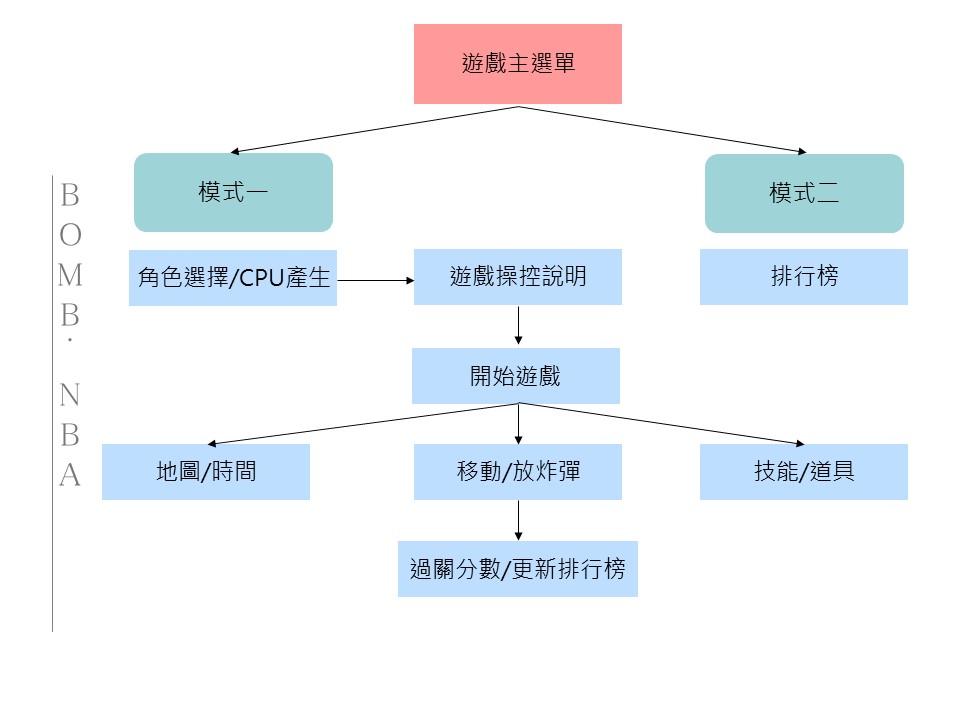 遊戲主選單
模式一
模式二
角色選擇/CPU產生
遊戲操控說明
排行榜
開始遊戲
地圖/時間
移動/放炸彈
技能/道具
過關分數/更新排行榜
BOMB. NBA